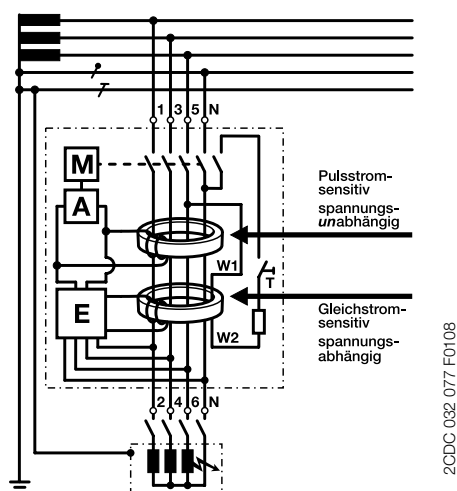 1 3 5 N
M
A
Pulsstrom-
sensitiv
spannungs-
unabhängig
W1
T
E
Gleichstrom-
sensitiv
spannungs-
abhängig
W2
2 4 6 N
2CDC 032 077 F0108